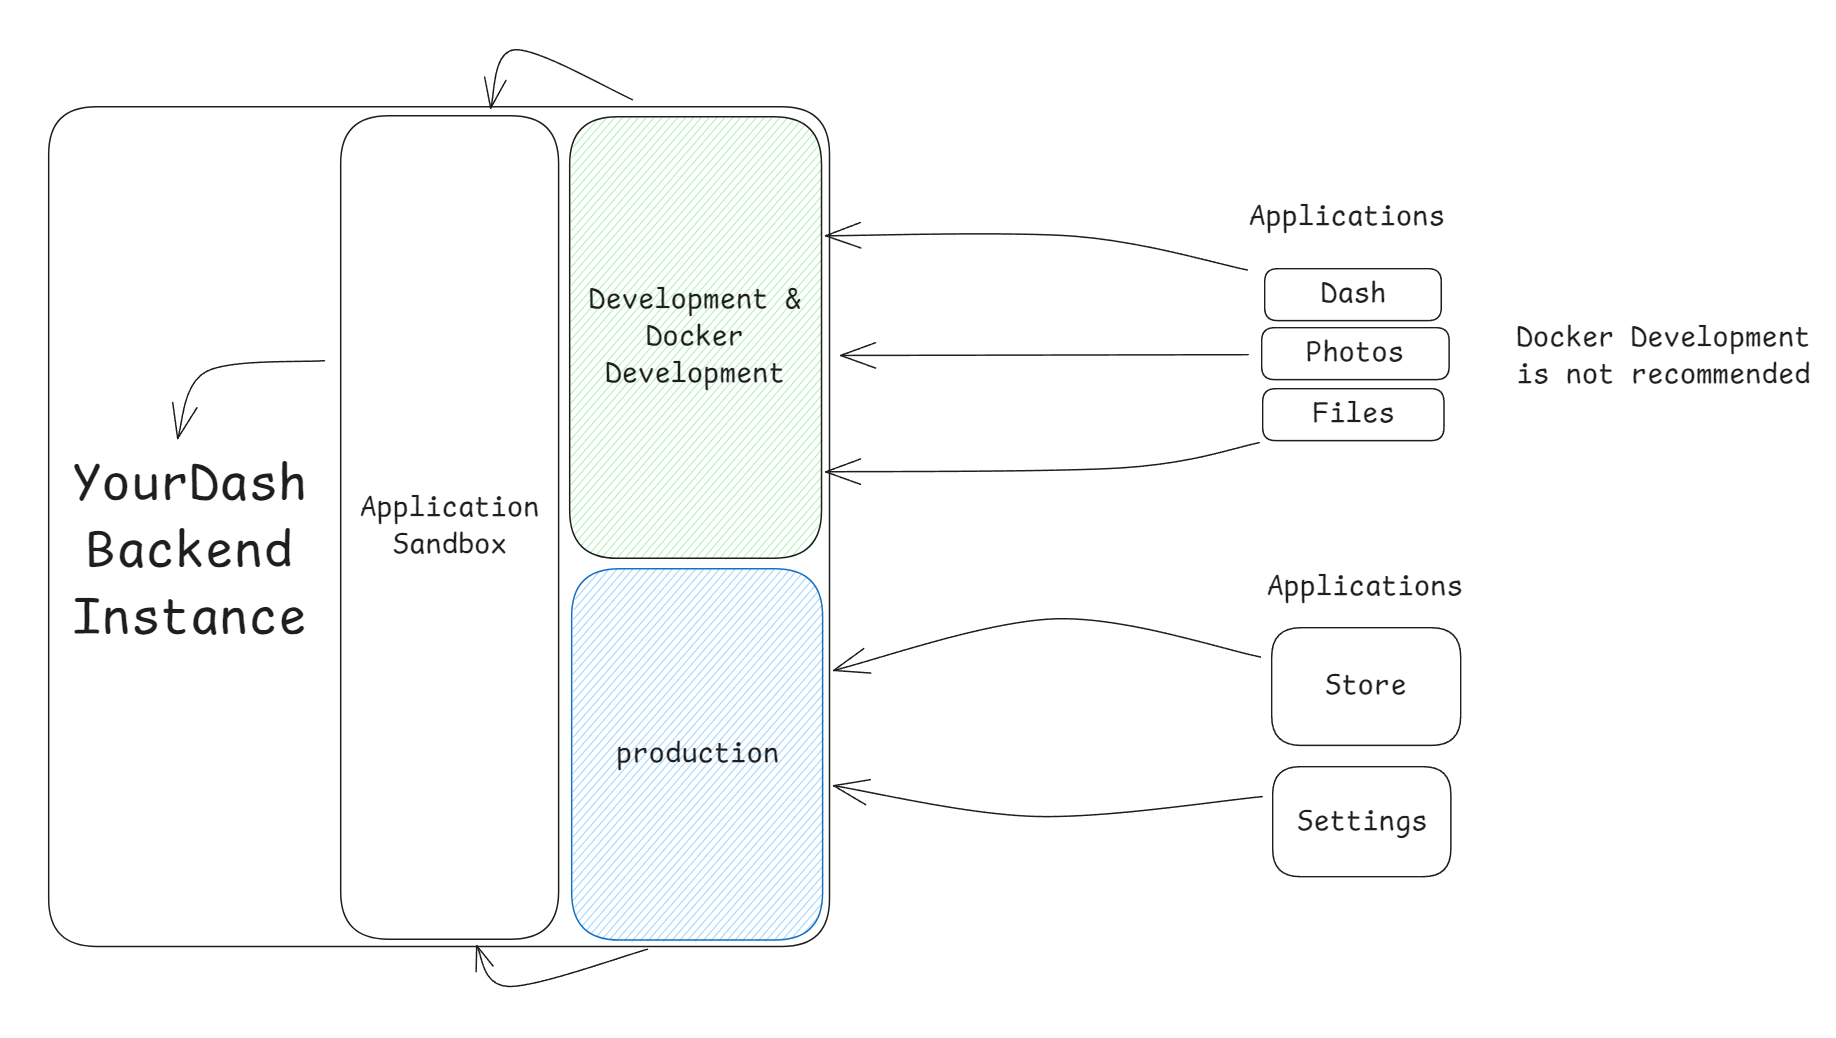 YourDash
Backend
Instance
Application
Sandbox
Development &
Docker
Development
production
Applications
Dash
Photos
Files
Docker Development
is not recommended
Applications
Store
Settings